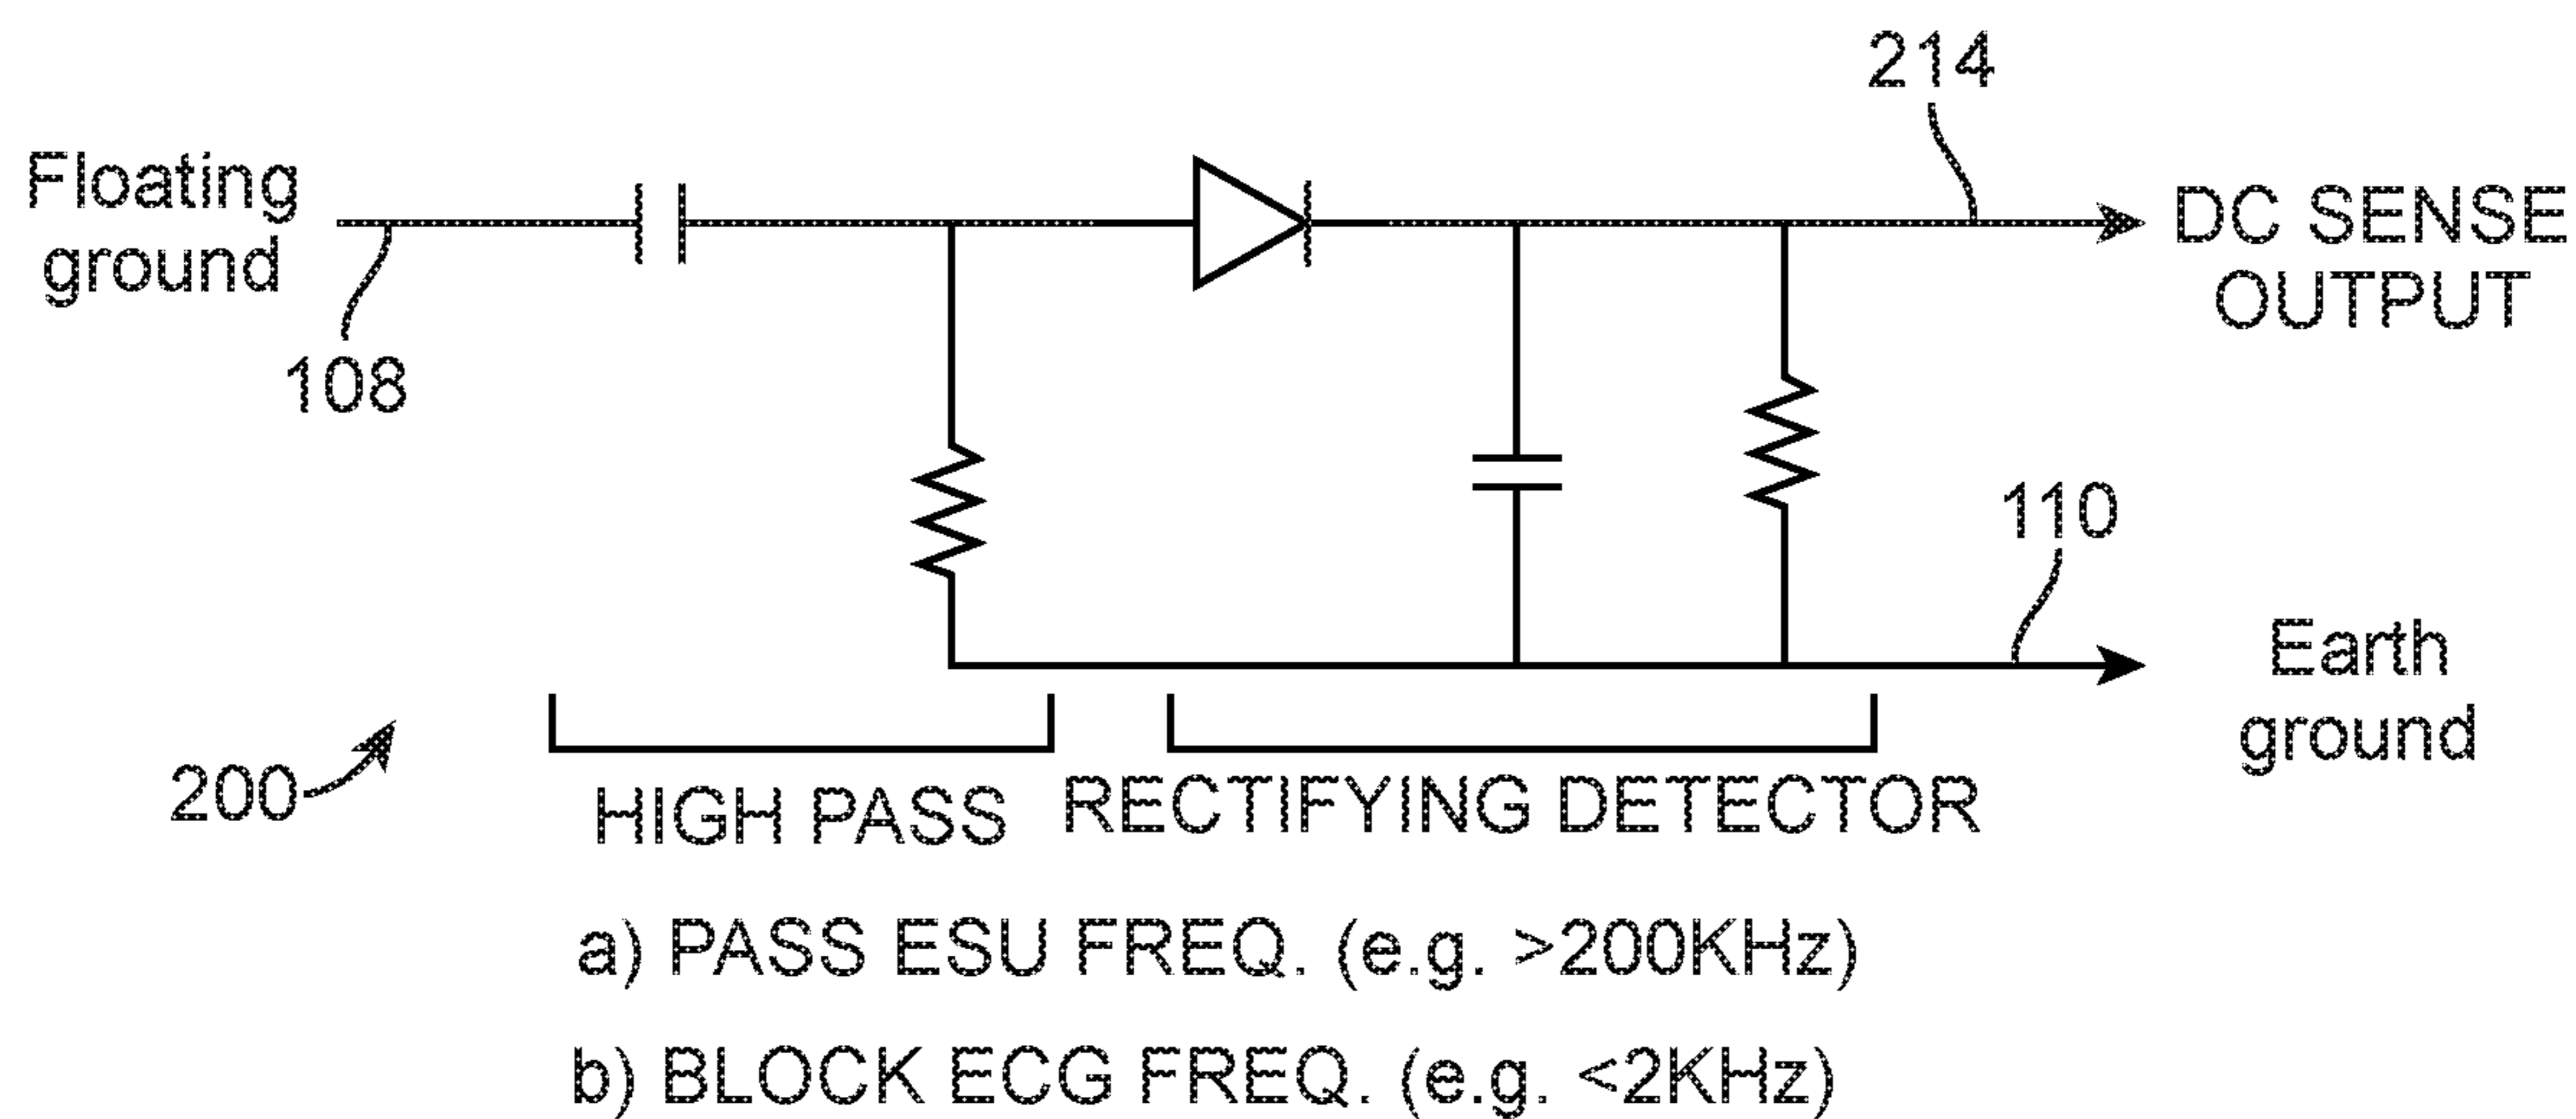 214
Floating
ground
DC SENSE
OUTPUT
108
110
Earth
ground
200
HIGH PASS
RECTIFYING DETECTOR
a) PASS ESU FREQ. (e.g. >200KHz)
b) BLOCK ECG FREQ. (e.g. <2KHz)